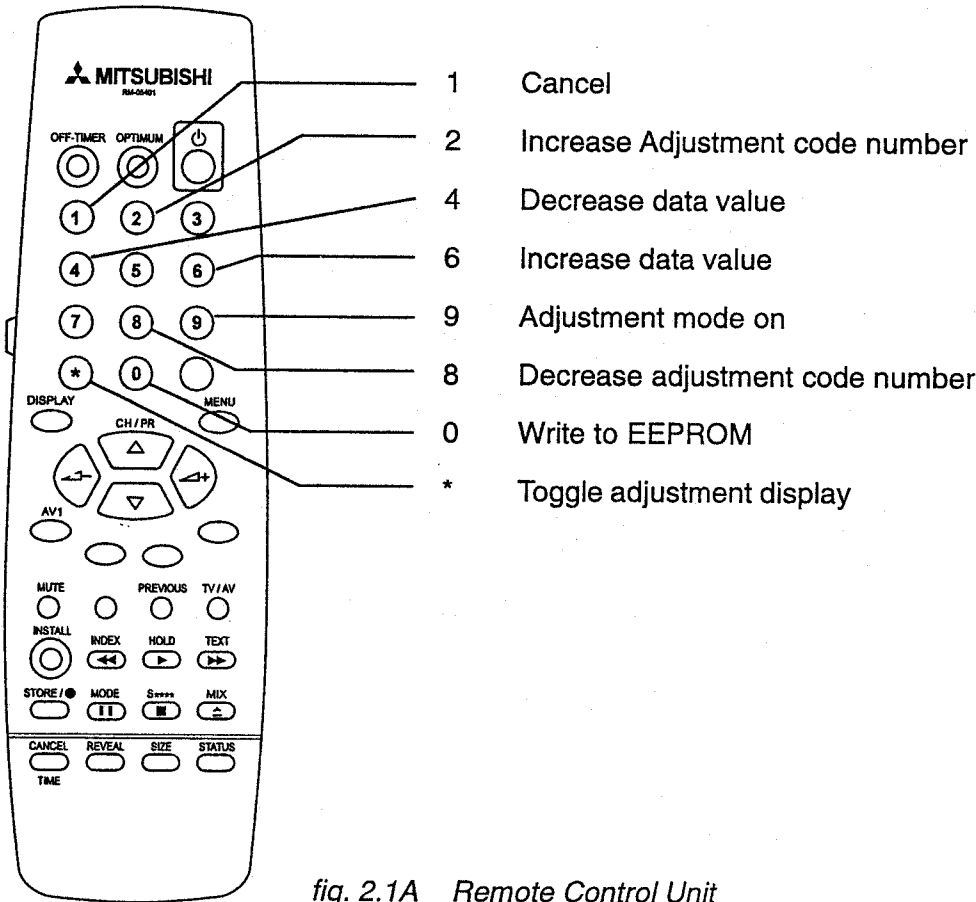 MITSUBISHI
RM-05401
OFF-TIMER OPTIMUM
1 2 3
4 5 6
7 8 9
* 0
DISPLAY MENU
CH / PR
- +
AV1
MUTE PREVIOUS TV / AV
INSTALL INDEX HOLD TEXT
STORE / ● MODE S**** MIX
CANCEL REVEAL SIZE STATUS
TIME
1 Cancel
2 Increase Adjustment code number
4 Decrease data value
6 Increase data value
9 Adjustment mode on
8 Decrease adjustment code number
0 Write to EEPROM
* Toggle adjustment display
fig. 2.1A Remote Control Unit